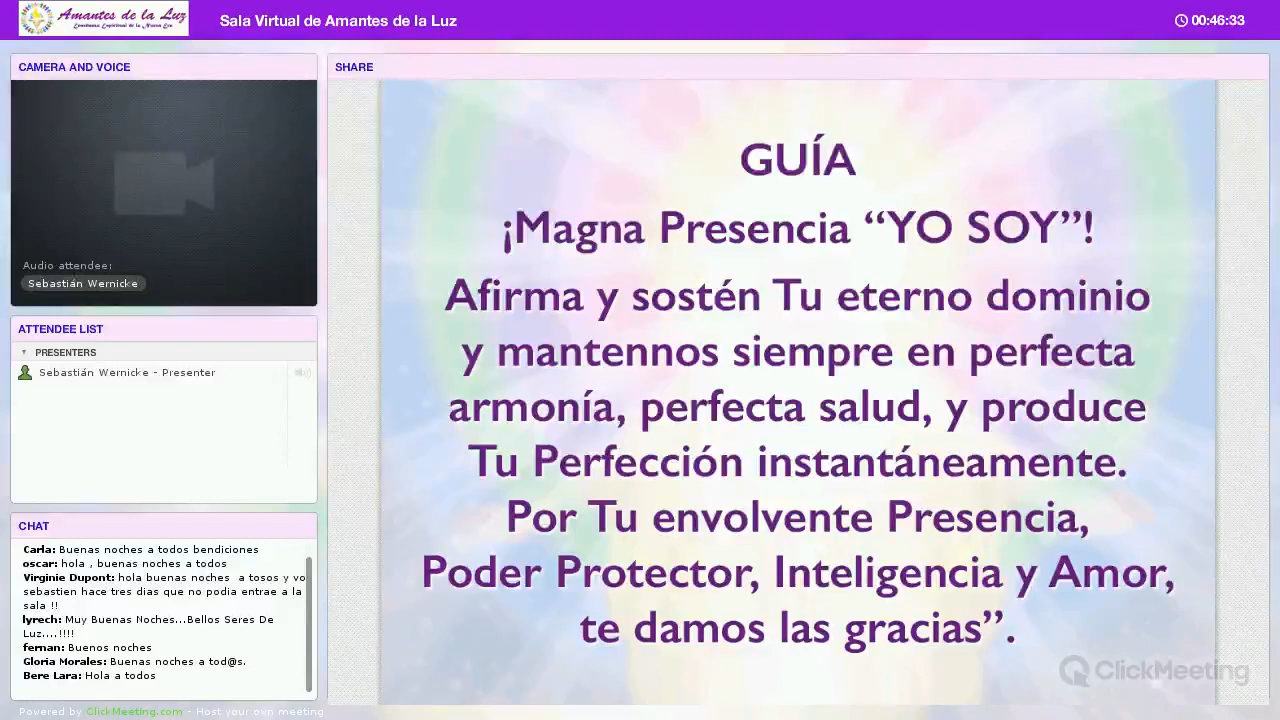 Amantes de la Luz
Enseñanza Espiritual de la Nueva Era
Sala Virtual de Amantes de la Luz
00:46:33
CAMERA AND VOICE
Audio attendee:
Sebastián Wernicke
ATTENDEE LIST
PRESENTERS
Sebastián Wernicke - Presenter
CHAT
Carla: Buenas noches a todos bendiciones
oscar: hola , buenas noches a todos
Virginie Dupont: hola buenas noches a tosos y vo
sebastien hace tres dias que no podia entrae a la
sala !!
lyrech: Muy Buenas Noches...Bellos Seres De
Luz....!!!!
fernan: Buenos noches
Gloria Morales: Buenas noches a tod@s.
Bere Lara: Hola a todos
Powered by ClickMeeting.com - Host your own meeting
SHARE
GUÍA
¡Magna Presencia “YO SOY”!
Afirma y sostén Tu eterno dominio
y mantennos siempre en perfecta
armonía, perfecta salud, y produce
Tu Perfección instantáneamente.
Por Tu envolvente Presencia,
Poder Protector, Inteligencia y Amor,
te damos las gracias”.
ClickMeeting